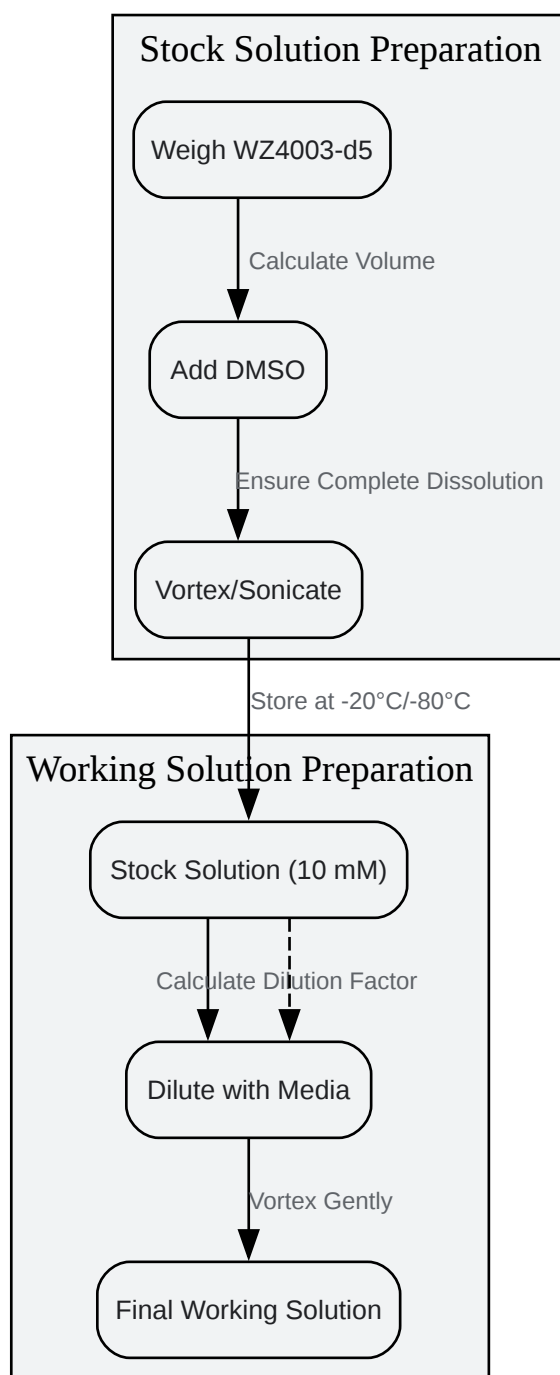 Stock Solution Preparation
Weigh WZ4003-d5
Calculate Volume
Add DMSO
Ensure Complete Dissolution
Vortex/Sonicate
Store at -20°C/-80°C
Working Solution Preparation
Stock Solution (10 mM)
Calculate Dilution Factor
Dilute with Media
Vortex Gently
Final Working Solution